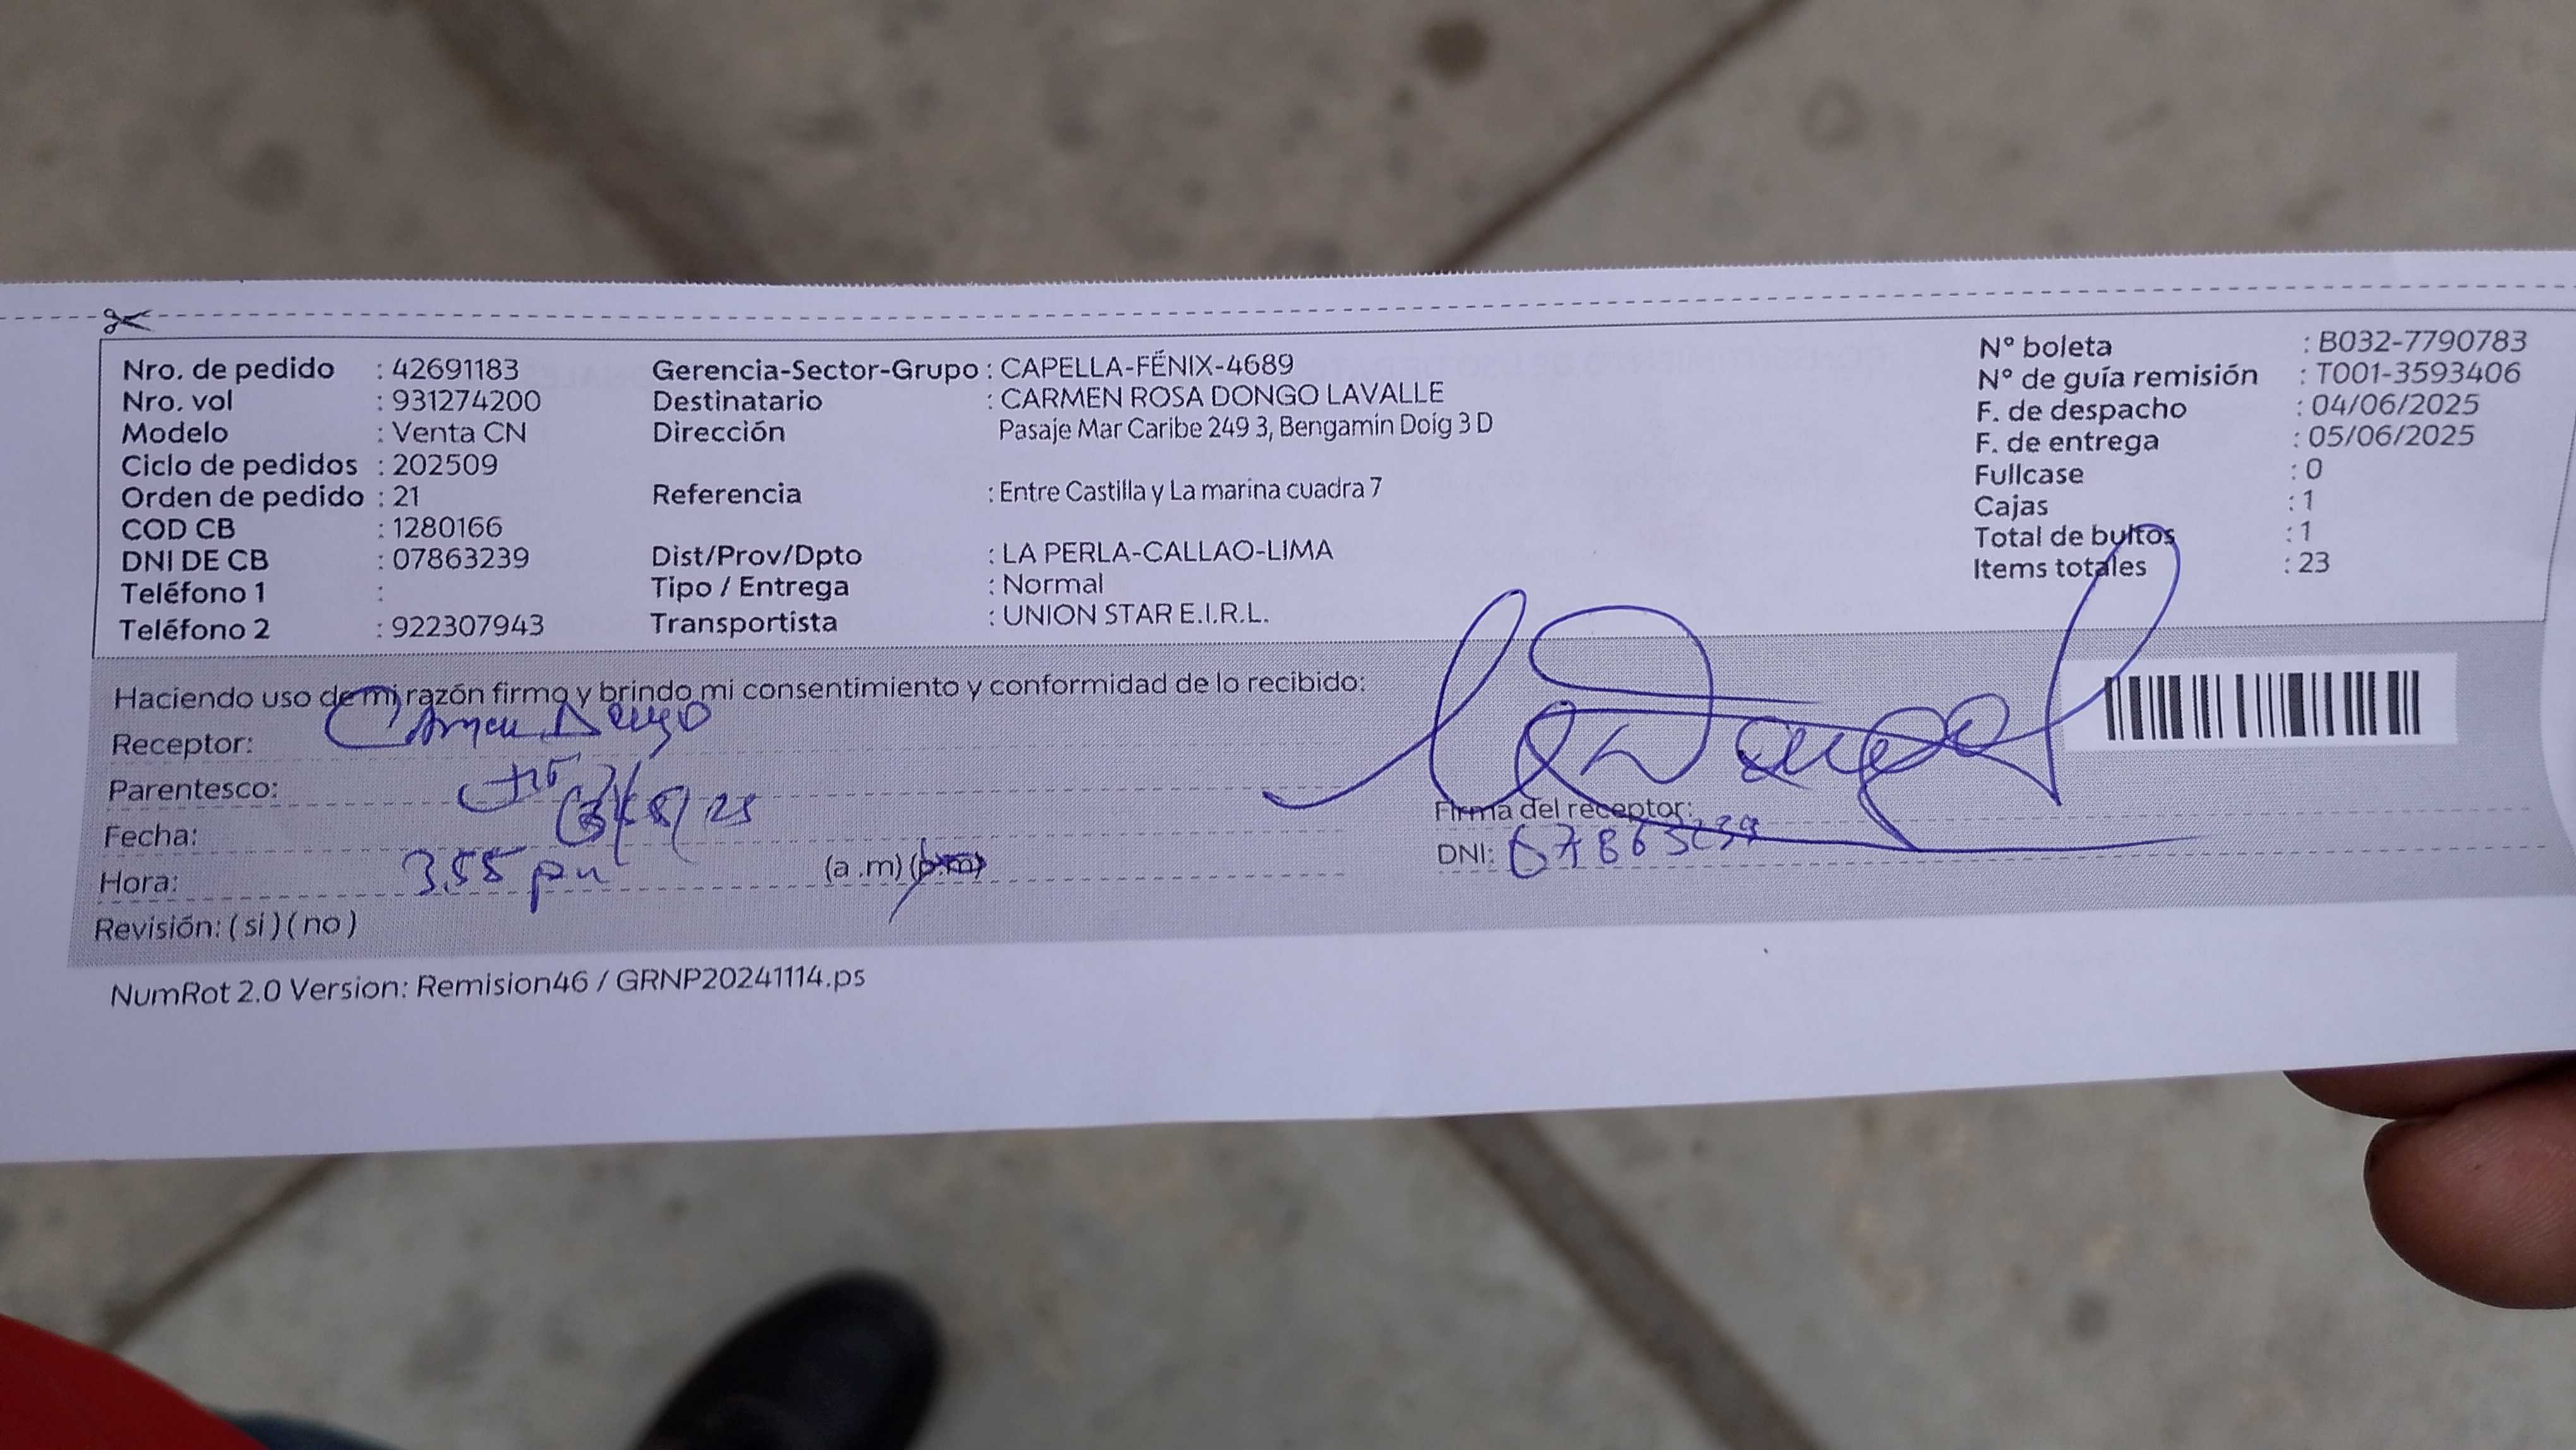 Nro. de pedido : 42691183
Nro. vol : 931274200
Modelo : Venta CN
Ciclo de pedidos : 202509
Orden de pedido : 21
COD CB : 1280166
DNI DE CB : 07863239
Teléfono 1 :
Teléfono 2 : 922307943
Gerencia-Sector-Grupo : CAPELLA-FÉNIX-4689
Destinatario : CARMEN ROSA DONGO LAVALLE
Dirección Pasaje Mar Caribe 249 3, Bengamín Doig 3 D
Referencia : Entre Castilla y La marina cuadra 7
Dist/Prov/Dpto : LA PERLA-CALLAO-LIMA
Tipo / Entrega : Normal
Transportista : UNION STAR E.I.R.L.
N° boleta : B032-7790783
N° de guía remisión : T001-3593406
F. de despacho : 04/06/2025
F. de entrega : 05/06/2025
Fullcase : 0
Cajas : 1
Total de bultos : 1
Items totales : 23
Haciendo uso de mi razón firmo y brindo mi consentimiento y conformidad de lo recibido:
Receptor: Carmen Dongo
Parentesco:
Fecha:
Hora: 3.55 pm (a .m) (p.m)
Revisión: ( si ) ( no )
Firma del receptor:
DNI: 07863239
NumRot 2.0 Version: Remision46 / GRNP20241114.ps